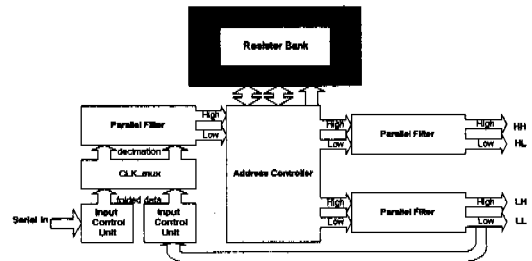 Register Bank
Parallel Filter
High
Low
decimation
CLK_mux
folded data
Serial In
Input
Control
Unit
Input
Control
Unit
Address Controller
High
Low
Parallel Filter
High
HH
Low
HL
High
Low
Parallel Filter
High
LH
Low
LL